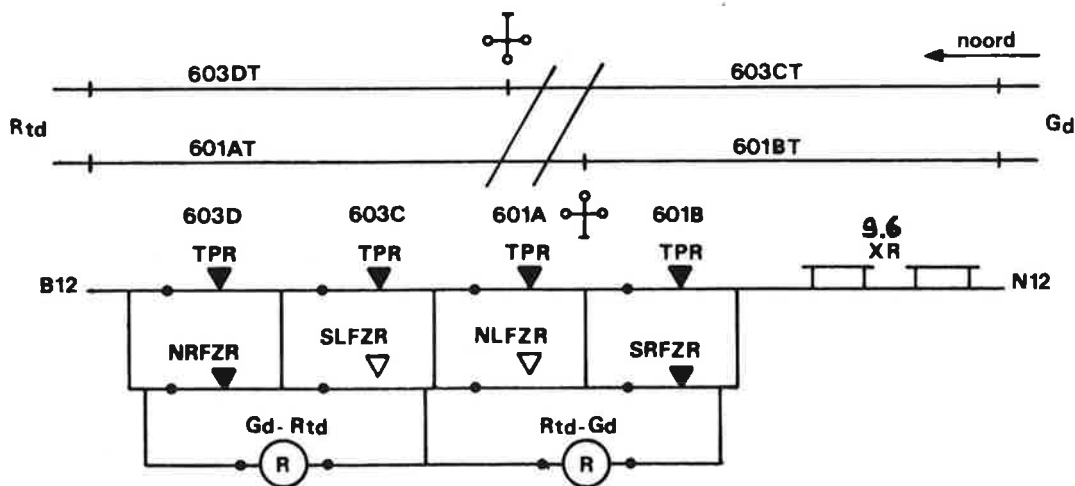 noord
603DT 603CT
Rtd Gd
601AT 601BT
603D 603C 601A 601B 9.6
TPR TPR TPR TPR XR
B12 N12
NRFZR SLFZR NLFZR SRFZR
Gd-Rtd Rtd-Gd
R R